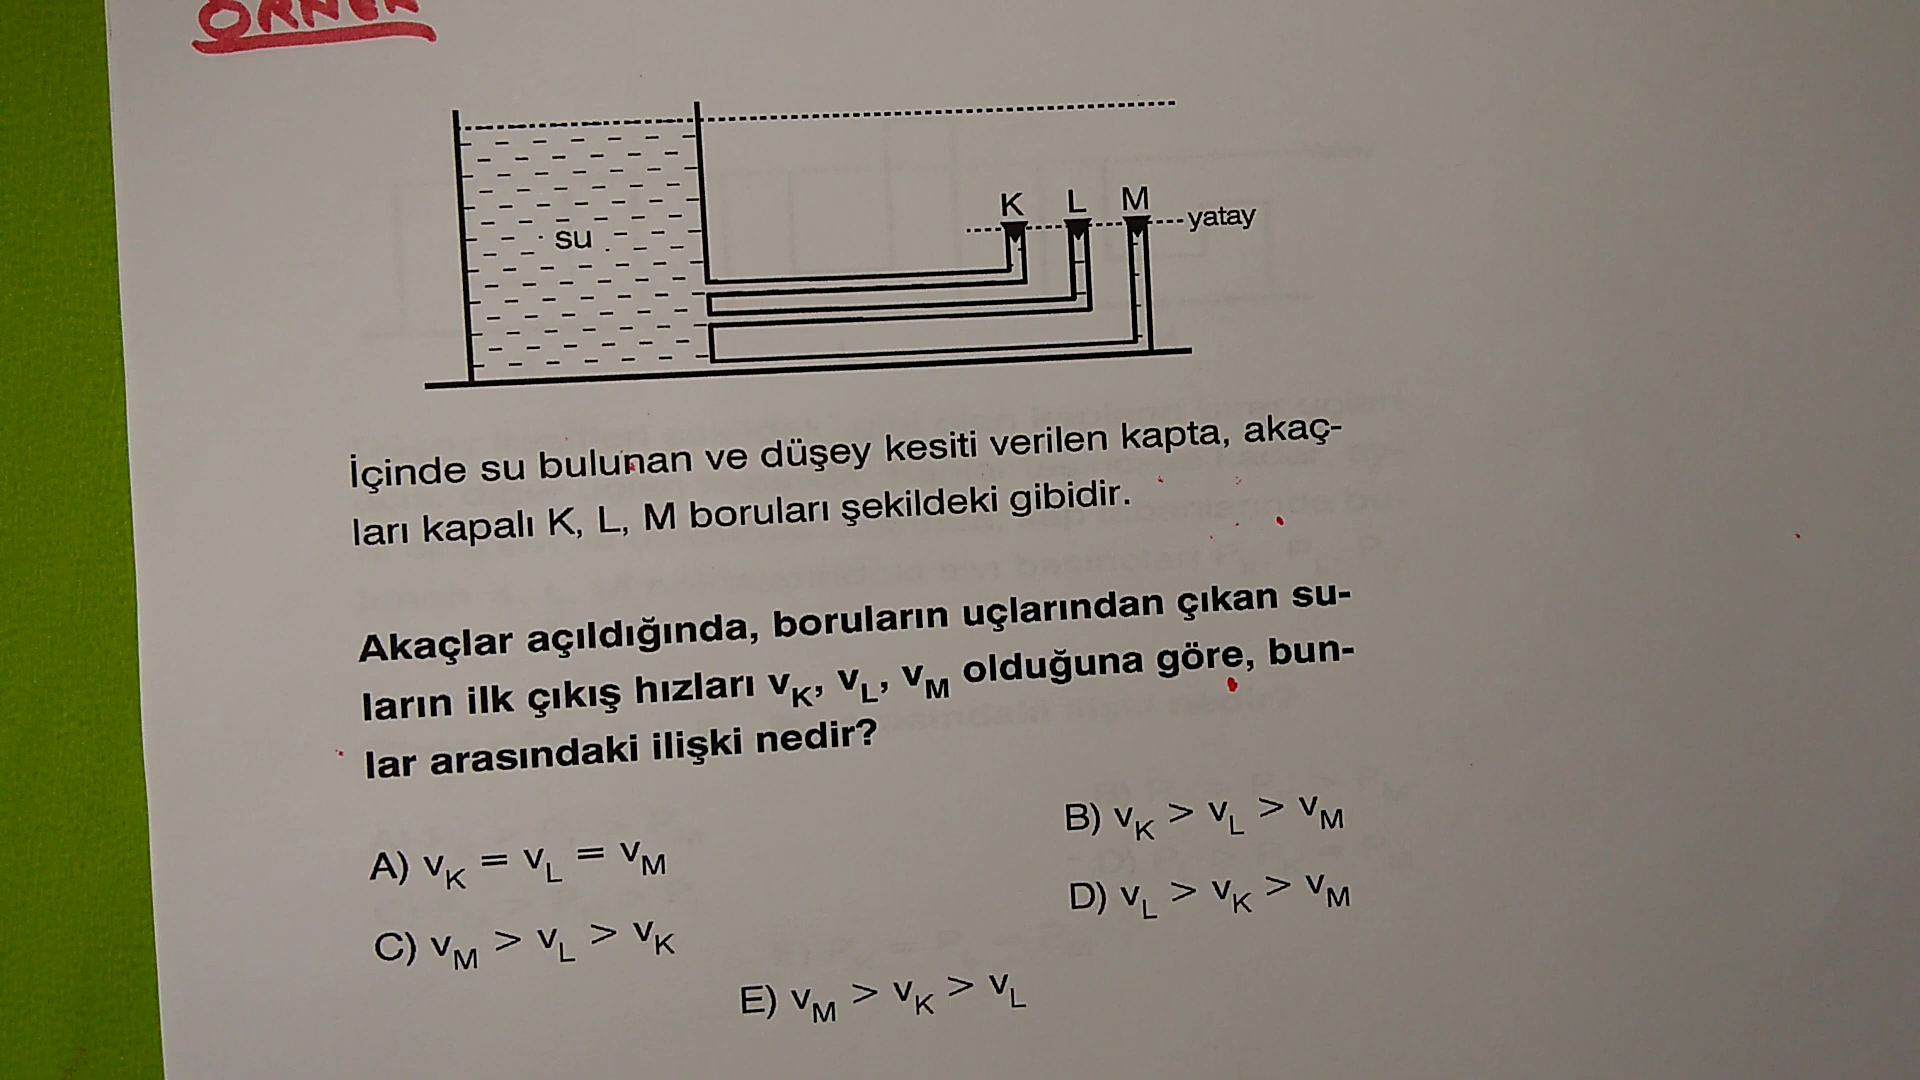 ÖRNEK
su
K L M
yatay
İçinde su bulunan ve düşey kesiti verilen kapta, akaç-
ları kapalı K, L, M boruları şekildeki gibidir.
Akaçlar açıldığında, boruların uçlarından çıkan su-
ların ilk çıkış hızları vK, vL, vM olduğuna göre, bun-
lar arasındaki ilişki nedir?
A) vK = vL = vM
B) vK > vL > vM
C) vM > vL > vK
D) vL > vK > vM
E) vM > vK > vL